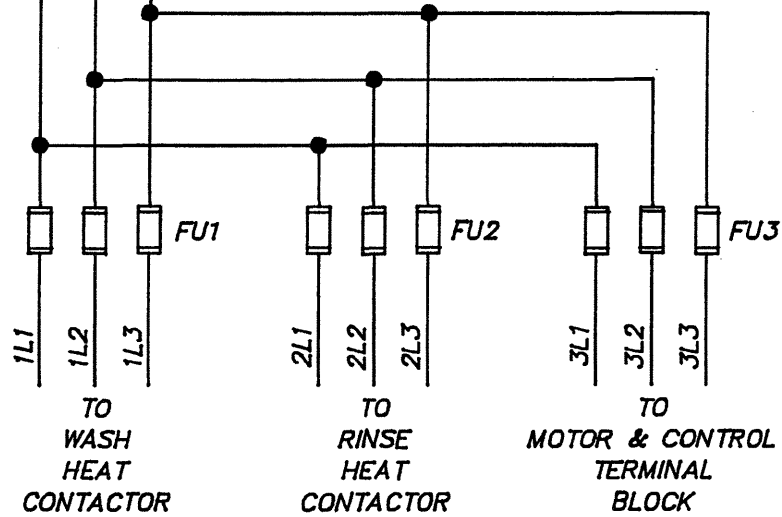 FU1
FU2
FU3
1L1
1L2
1L3
2L1
2L2
2L3
3L1
3L2
3L3
TO
WASH
HEAT
CONTACTOR
TO
RINSE
HEAT
CONTACTOR
TO
MOTOR & CONTROL
TERMINAL
BLOCK